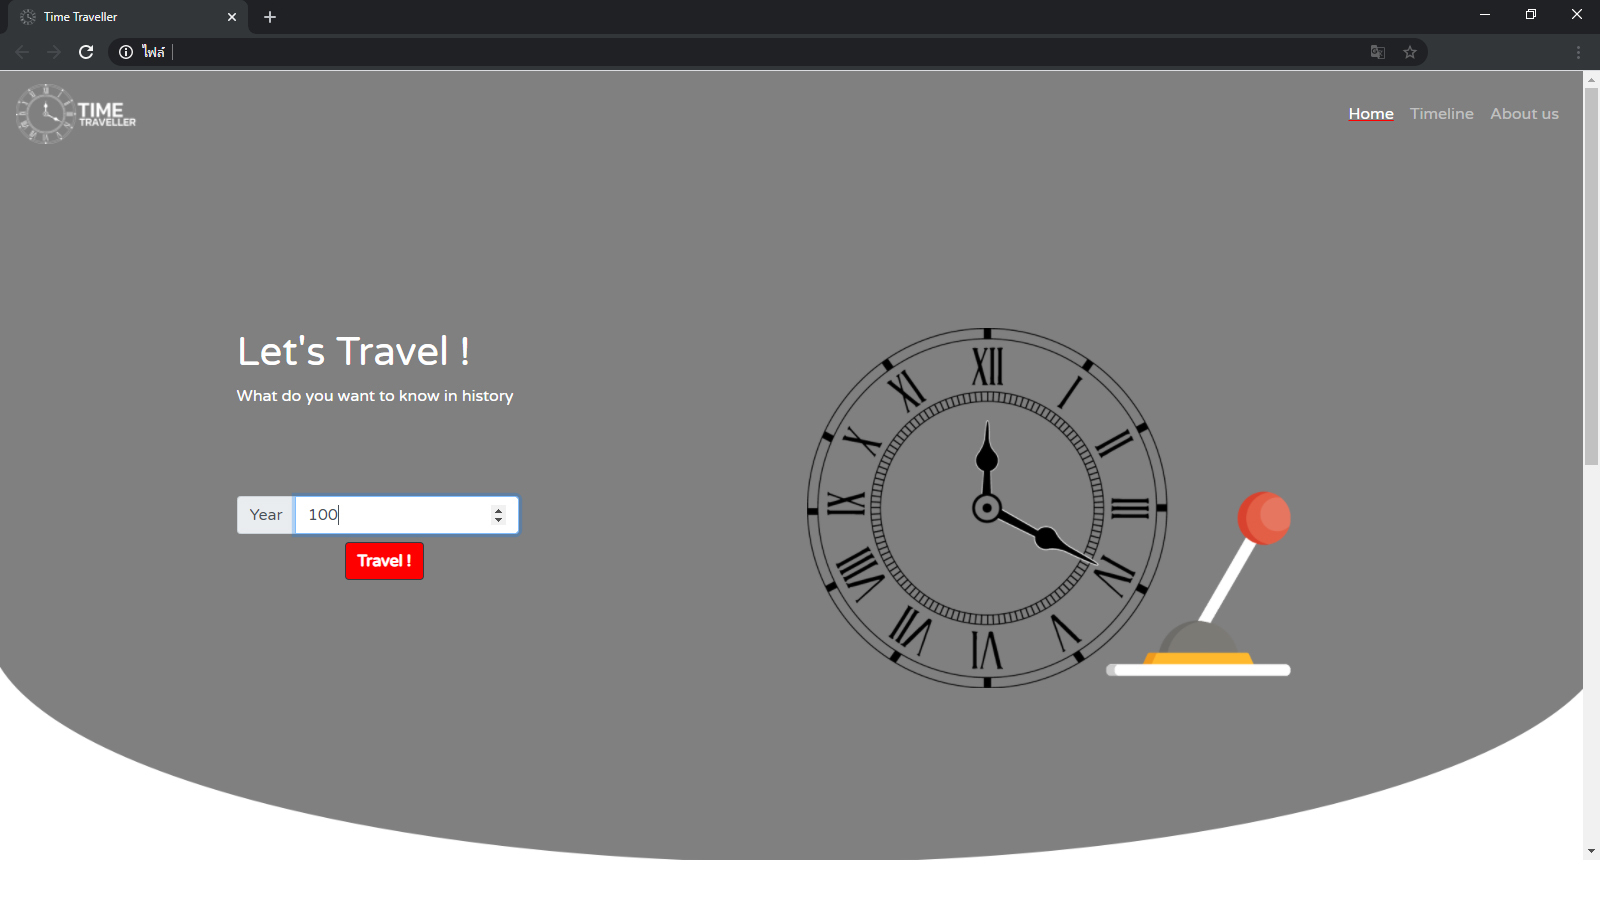 Time Traveller
ไฟล์
TIME
TRAVELLER
Home Timeline About us
Let's Travel !
What do you want to know in history
Year 100
Travel !
XII
I
II
III
IV
V
VI
VII
VIII
IX
X
XI